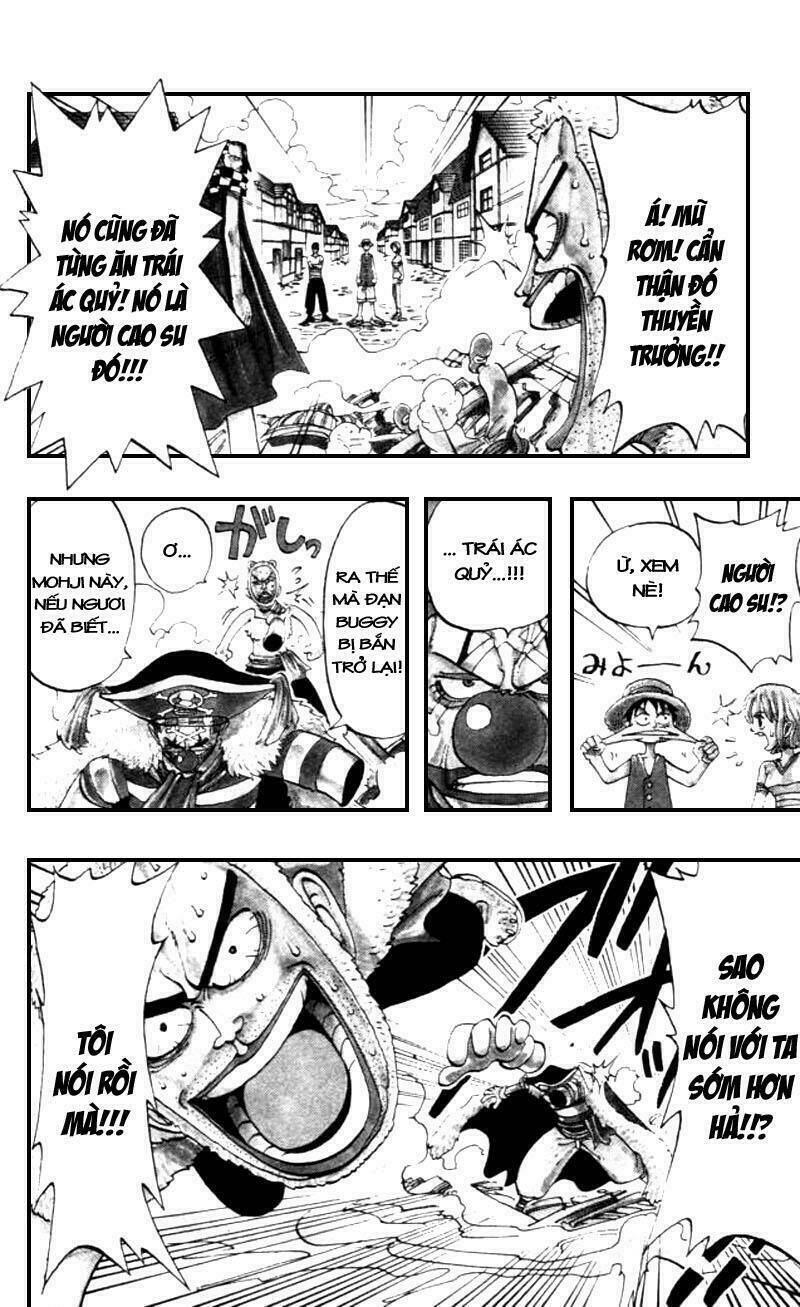 Á! MŨ
RƠM! CẨN
THẬN ĐÓ
THUYỀN
TRƯỞNG!!
NÓ CŨNG ĐÃ
TỪNG ĂN TRÁI
ÁC QUỶ! NÓ LÀ
NGƯỜI CAO SU
ĐÓ!!!
NGƯỜI
CAO SU!?
Ừ, XEM
NÈ!
みよーん
... TRÁI ÁC
QUỶ...!!!
RA THẾ
MÀ ĐẠN
BUGGY
BỊ BẮN
TRỞ LẠI!
がしっ
Ơ...
NHƯNG
MOHJI NÀY,
NẾU NGƯƠI
ĐÃ BIẾT...
SAO
KHÔNG
NÓI VỚI TA
SỚM HƠN
HẢ!!?
TÔI
NÓI RỒI
MÀ!!!